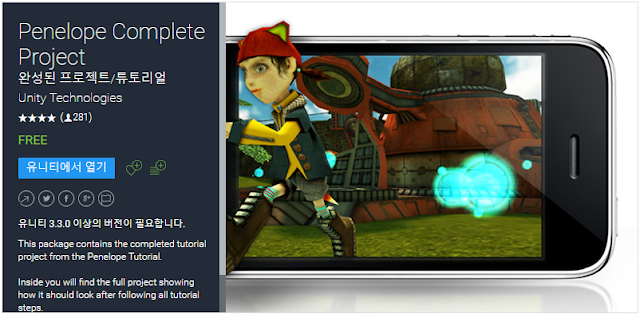 Penelope Complete
Project
완성된 프로젝트/튜토리얼
Unity Technologies
★★★★ (281)
FREE
유니티에서 열기
유니티 3.3.0 이상의 버전이 필요합니다.
This package contains the completed tutorial
project from the Penelope Tutorial.
Inside you will find the full project showing
how it should look after following all tutorial
steps.